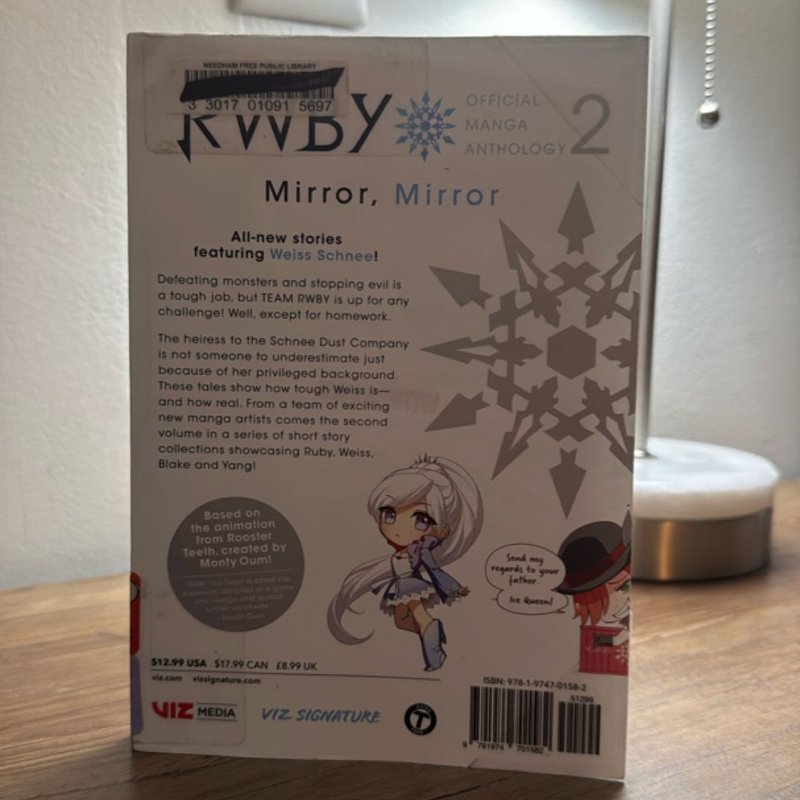 NEEDHAM FREE PUBLIC LIBRARY
3 3017 01091 5697
RWBY
OFFICIAL
MANGA
ANTHOLOGY 2
Mirror, Mirror
All-new stories
featuring Weiss Schnee!
Defeating monsters and stopping evil is
a tough job, but TEAM RWBY is up for any
challenge! Well, except for homework.
The heiress to the Schnee Dust Company
is not someone to underestimate just
because of her privileged background.
These tales show how tough Weiss is—
and how real. From a team of exciting
new manga artists comes the second
volume in a series of short story
collections showcasing Ruby, Weiss,
Blake and Yang!
Based on
the animation
from Rooster
Teeth, created by
Monty Oum!
Send my
regards to your
father.
Ice Queen!
$12.99 USA $17.99 CAN £8.99 UK
viz.com vizsignature.com
VIZ MEDIA
VIZ SIGNATURE
T
ISBN: 978-1-9747-0158-2
51299
9 781974 701582